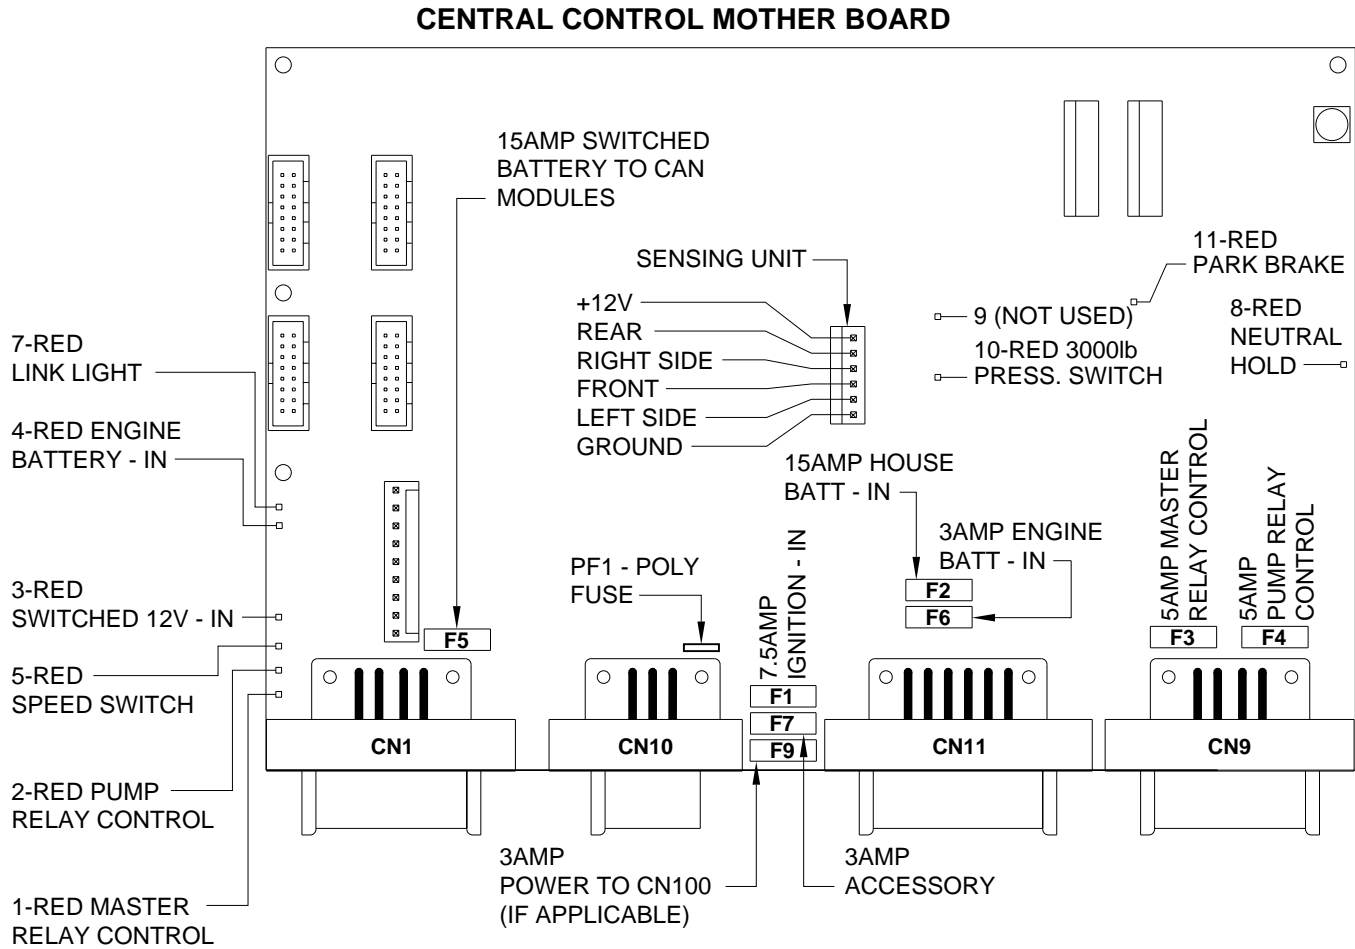 CENTRAL CONTROL MOTHER BOARD
15AMP SWITCHED
BATTERY TO CAN
MODULES
SENSING UNIT
+12V
REAR
RIGHT SIDE
FRONT
LEFT SIDE
GROUND
11-RED
PARK BRAKE
9 (NOT USED)
10-RED 3000lb
PRESS. SWITCH
8-RED
NEUTRAL
HOLD
7-RED
LINK LIGHT
4-RED ENGINE
BATTERY - IN
3-RED
SWITCHED 12V - IN
5-RED
SPEED SWITCH
2-RED PUMP
RELAY CONTROL
1-RED MASTER
RELAY CONTROL
F5
PF1 - POLY
FUSE
7.5AMP
IGNITION - IN
15AMP HOUSE
BATT - IN
3AMP ENGINE
BATT - IN
F2
F6
5AMP MASTER
RELAY CONTROL
5AMP
PUMP RELAY
CONTROL
F3
F4
F1
F7
F9
CN1
CN10
CN11
CN9
3AMP
POWER TO CN100
(IF APPLICABLE)
3AMP
ACCESSORY